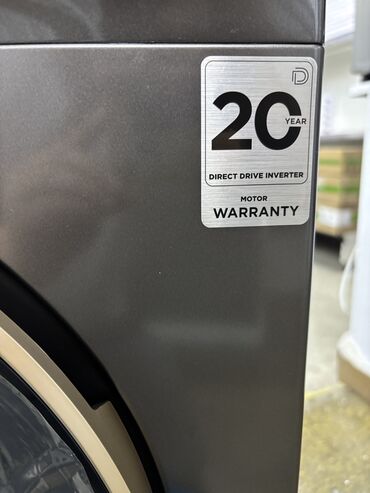 20 YEAR
DIRECT DRIVE INVERTER
MOTOR
WARRANTY